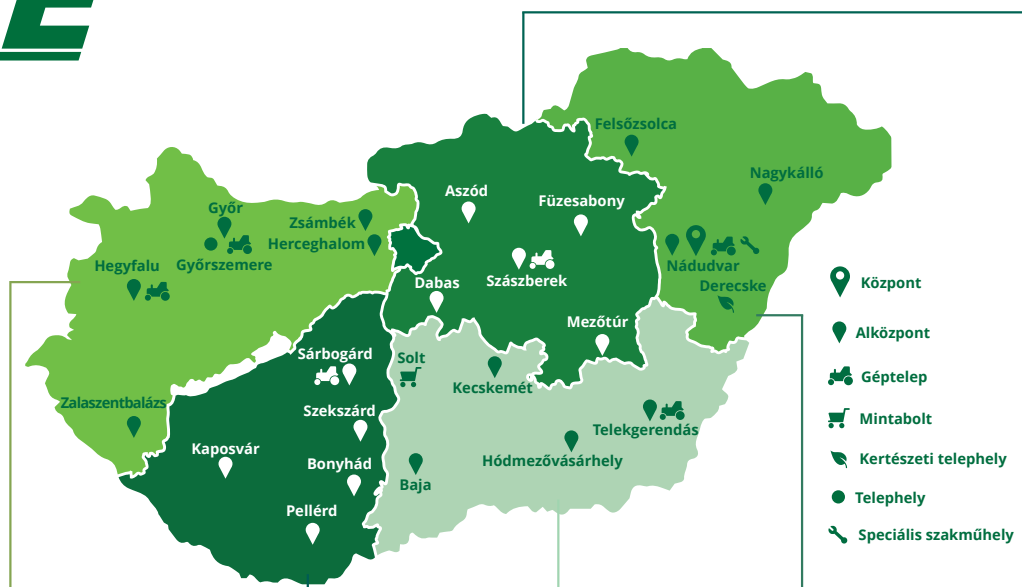 Felsőzsolca
Nagykálló
Aszód
Füzesabony
Győr
Zsámbék
Herceghalom
Győrszemere
Hegyfalu
Nádudvar
Derecske
Szászberek
Dabas
Mezőtúr
Sárbogárd
Solt
Kecskemét
Zalaszentbalázs
Szekszárd
Telekgerendás
Kaposvár
Bonyhád
Hódmezővásárhely
Baja
Pellérd
Központ
Alközpont
Géptelep
Mintabolt
Kertészeti telephely
Telephely
Speciális szakműhely